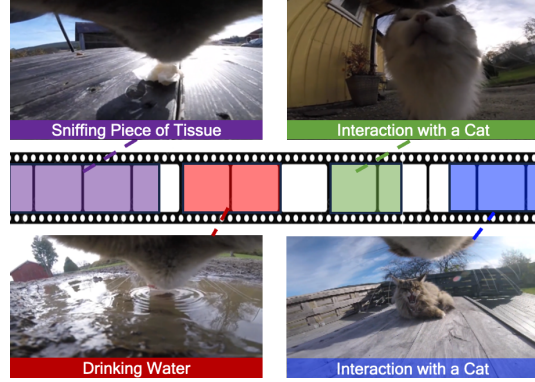 Sniffing Piece of Tissue
Interaction with a Cat
Drinking Water
Interaction with a Cat